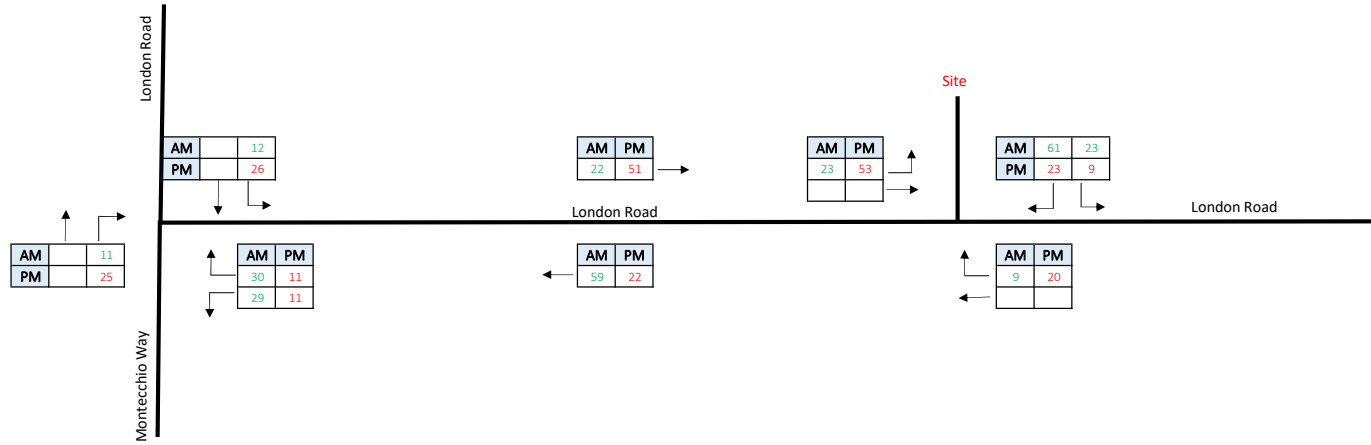 London Road
Site
AM 12
PM 26
AM PM
22 51
AM PM
23 53
AM 61 23
PM 23 9
London Road
London Road
AM 11
PM 25
AM PM
30 11
29 11
AM PM
59 22
AM PM
9 20
Montecchio Way